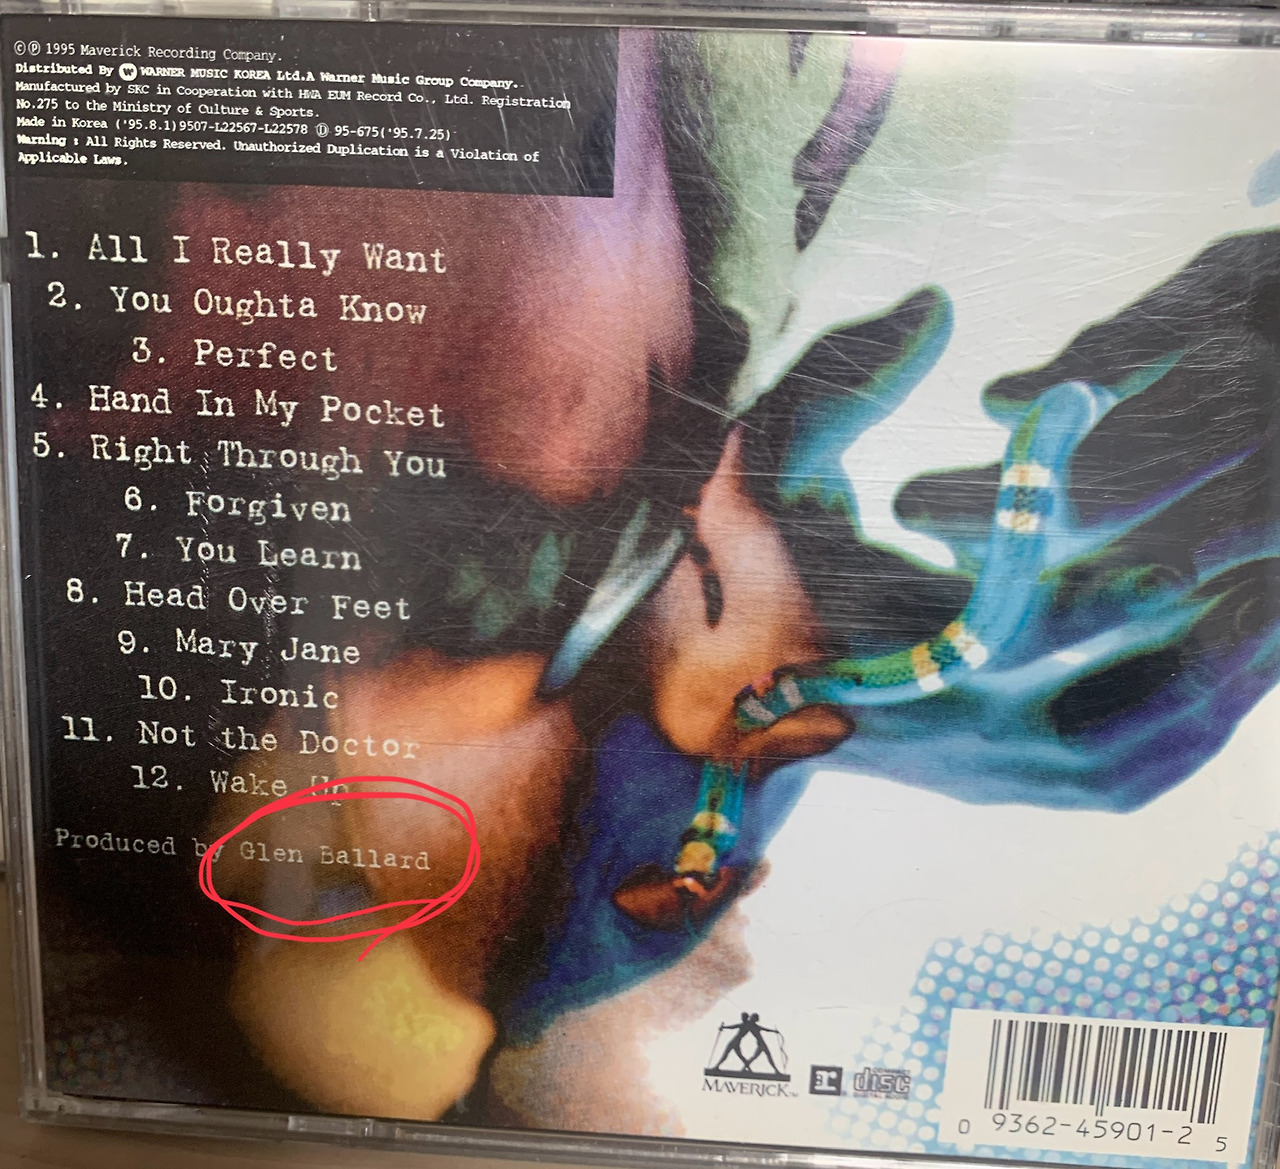 ©℗ 1995 Maverick Recording Company.
Distributed By W WARNER MUSIC KOREA Ltd.A Warner Music Group Company.
Manufactured by SKC in Cooperation with HWA EUM Record Co., Ltd. Registration
No.275 to the Ministry of Culture & Sports.
Made in Korea ('95.8.1)9507-L22567-L22578 Ⓓ 95-675('95.7.25)
Warning : All Rights Reserved. Unauthorized Duplication is a Violation of
Applicable Laws.
1. All I Really Want
2. You Oughta Know
3. Perfect
4. Hand In My Pocket
5. Right Through You
6. Forgiven
7. You Learn
8. Head Over Feet
9. Mary Jane
10. Ironic
11. Not the Doctor
12. Wake Up
Produced by Glen Ballard
MAVERICK™
COMPACT
disc
DIGITAL AUDIO
0 9362-45901-2 5